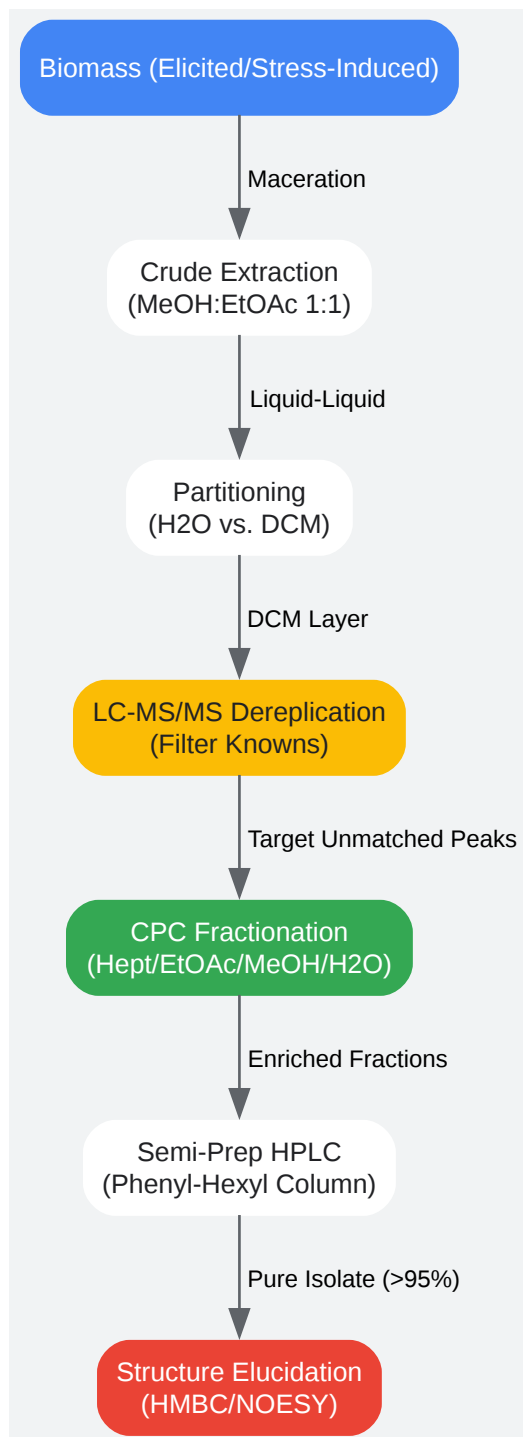 Biomass (Elicited/Stress-Induced)
Maceration
Crude Extraction
(MeOH:EtOAc 1:1)
Liquid-Liquid
Partitioning
(H2O vs. DCM)
DCM Layer
LC-MS/MS Dereplication
(Filter Knowns)
Target Unmatched Peaks
CPC Fractionation
(Hept/EtOAc/MeOH/H2O)
Enriched Fractions
Semi-Prep HPLC
(Phenyl-Hexyl Column)
Pure Isolate (>95%)
Structure Elucidation
(HMBC/NOESY)